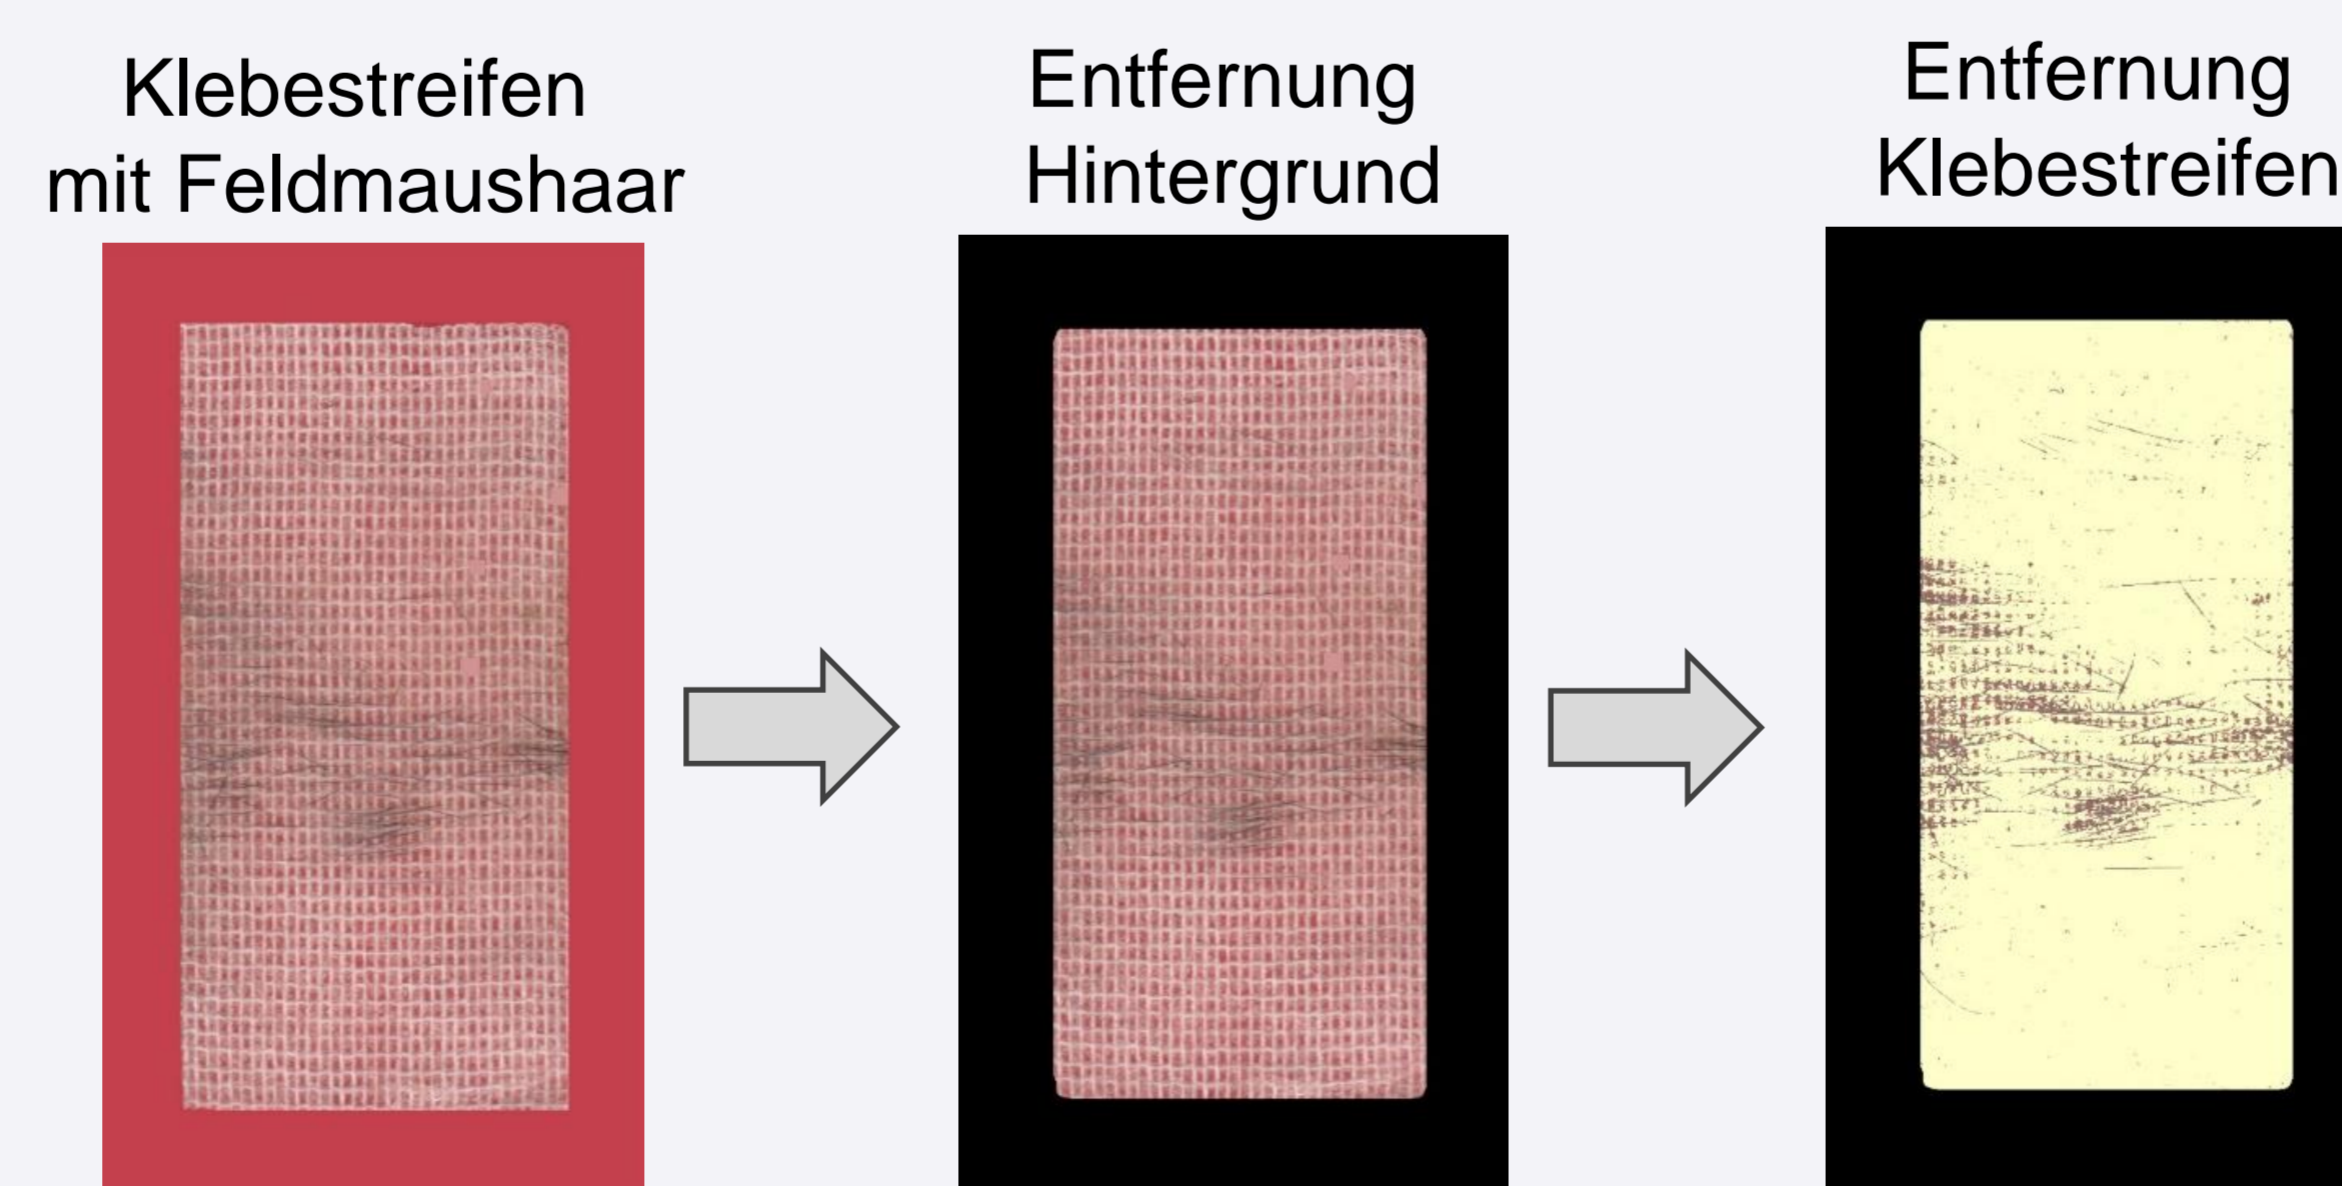 Klebestreifen
mit Feldmaushaar
Entfernung
Hintergrund
Entfernung
Klebestreifen